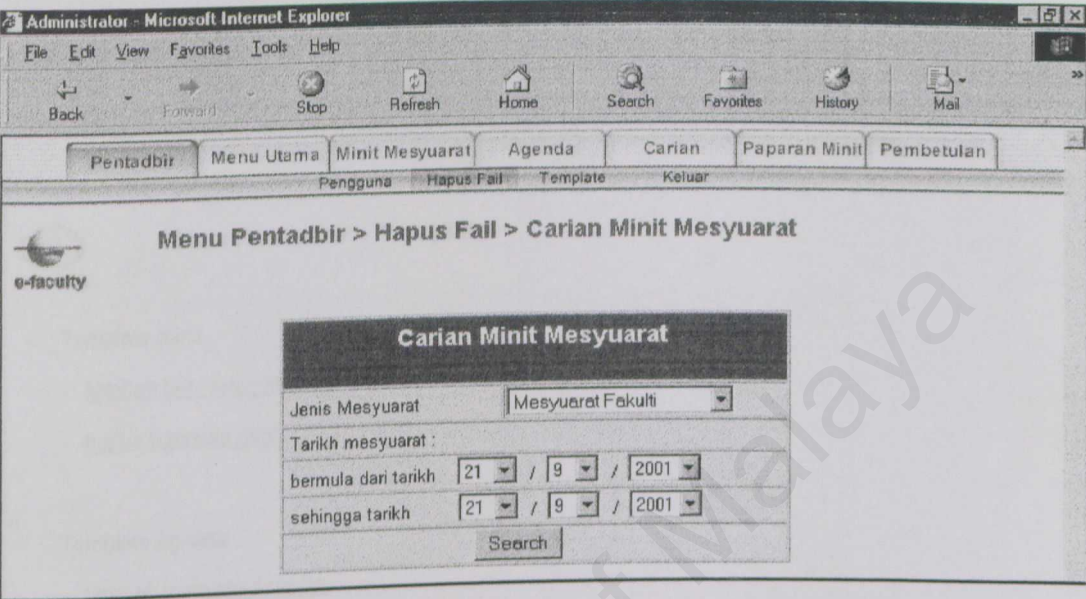 Administrator - Microsoft Internet Explorer
File Edit View Favorites Tools Help
Back Forward Stop Refresh Home Search Favorites History Mail
Pentadbir Menu Utama Minit Mesyuarat Agenda Carian Paparan Minit Pembetulan
Pengguna Hapus Fail Template Keluar
Menu Pentadbir > Hapus Fail > Carian Minit Mesyuarat
e-faculty
Carian Minit Mesyuarat
Jenis Mesyuarat Mesyuarat Fakulti
Tarikh mesyuarat :
bermula dari tarikh 21 / 9 / 2001
sehingga tarikh 21 / 9 / 2001
Search
of Malaya